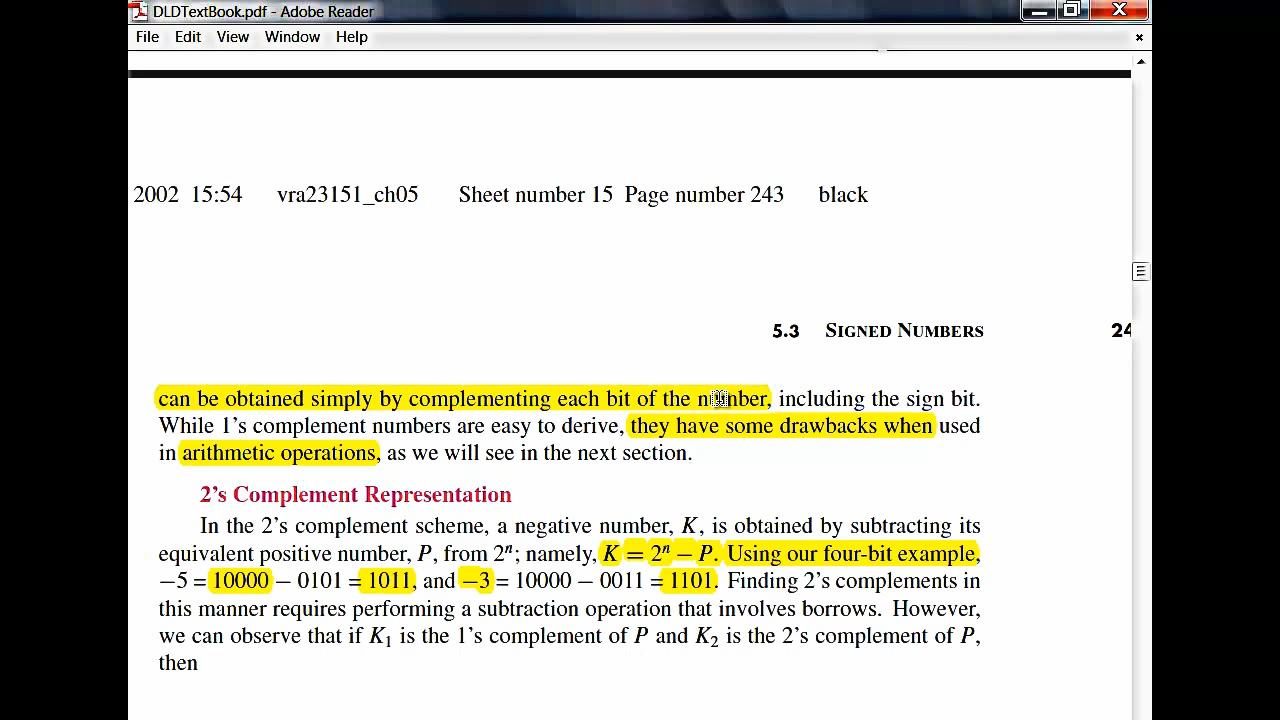 DLDTextBook.pdf - Adobe Reader
File Edit View Window Help
2002 15:54 vra23151_ch05 Sheet number 15 Page number 243 black
5.3 SIGNED NUMBERS 24
can be obtained simply by complementing each bit of the number, including the sign bit.
While 1's complement numbers are easy to derive, they have some drawbacks when used
in arithmetic operations, as we will see in the next section.
2's Complement Representation
In the 2's complement scheme, a negative number, K, is obtained by subtracting its
equivalent positive number, P, from 2ⁿ; namely, K = 2ⁿ − P. Using our four-bit example,
−5 = 10000 − 0101 = 1011, and −3 = 10000 − 0011 = 1101. Finding 2's complements in
this manner requires performing a subtraction operation that involves borrows. However,
we can observe that if K₁ is the 1's complement of P and K₂ is the 2's complement of P,
then